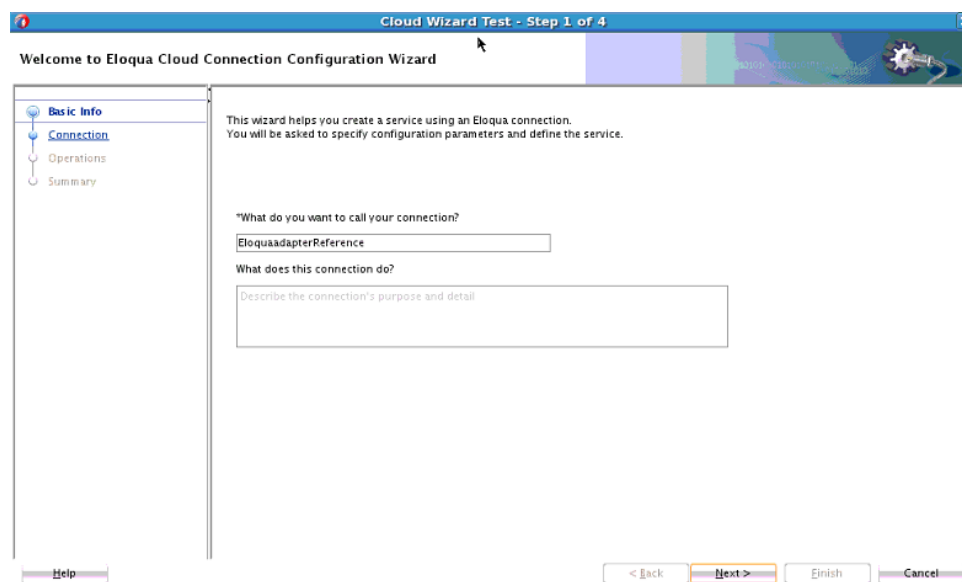 Cloud Wizard Test - Step 1 of 4
Welcome to Eloqua Cloud Connection Configuration Wizard
Basic Info
Connection
Operations
Summary
This wizard helps you create a service using an Eloqua connection.
You will be asked to specify configuration parameters and define the service.
*What do you want to call your connection?
EloquaadapterReference
What does this connection do?
Describe the connection's purpose and detail
Help
< Back
Next >
Finish
Cancel